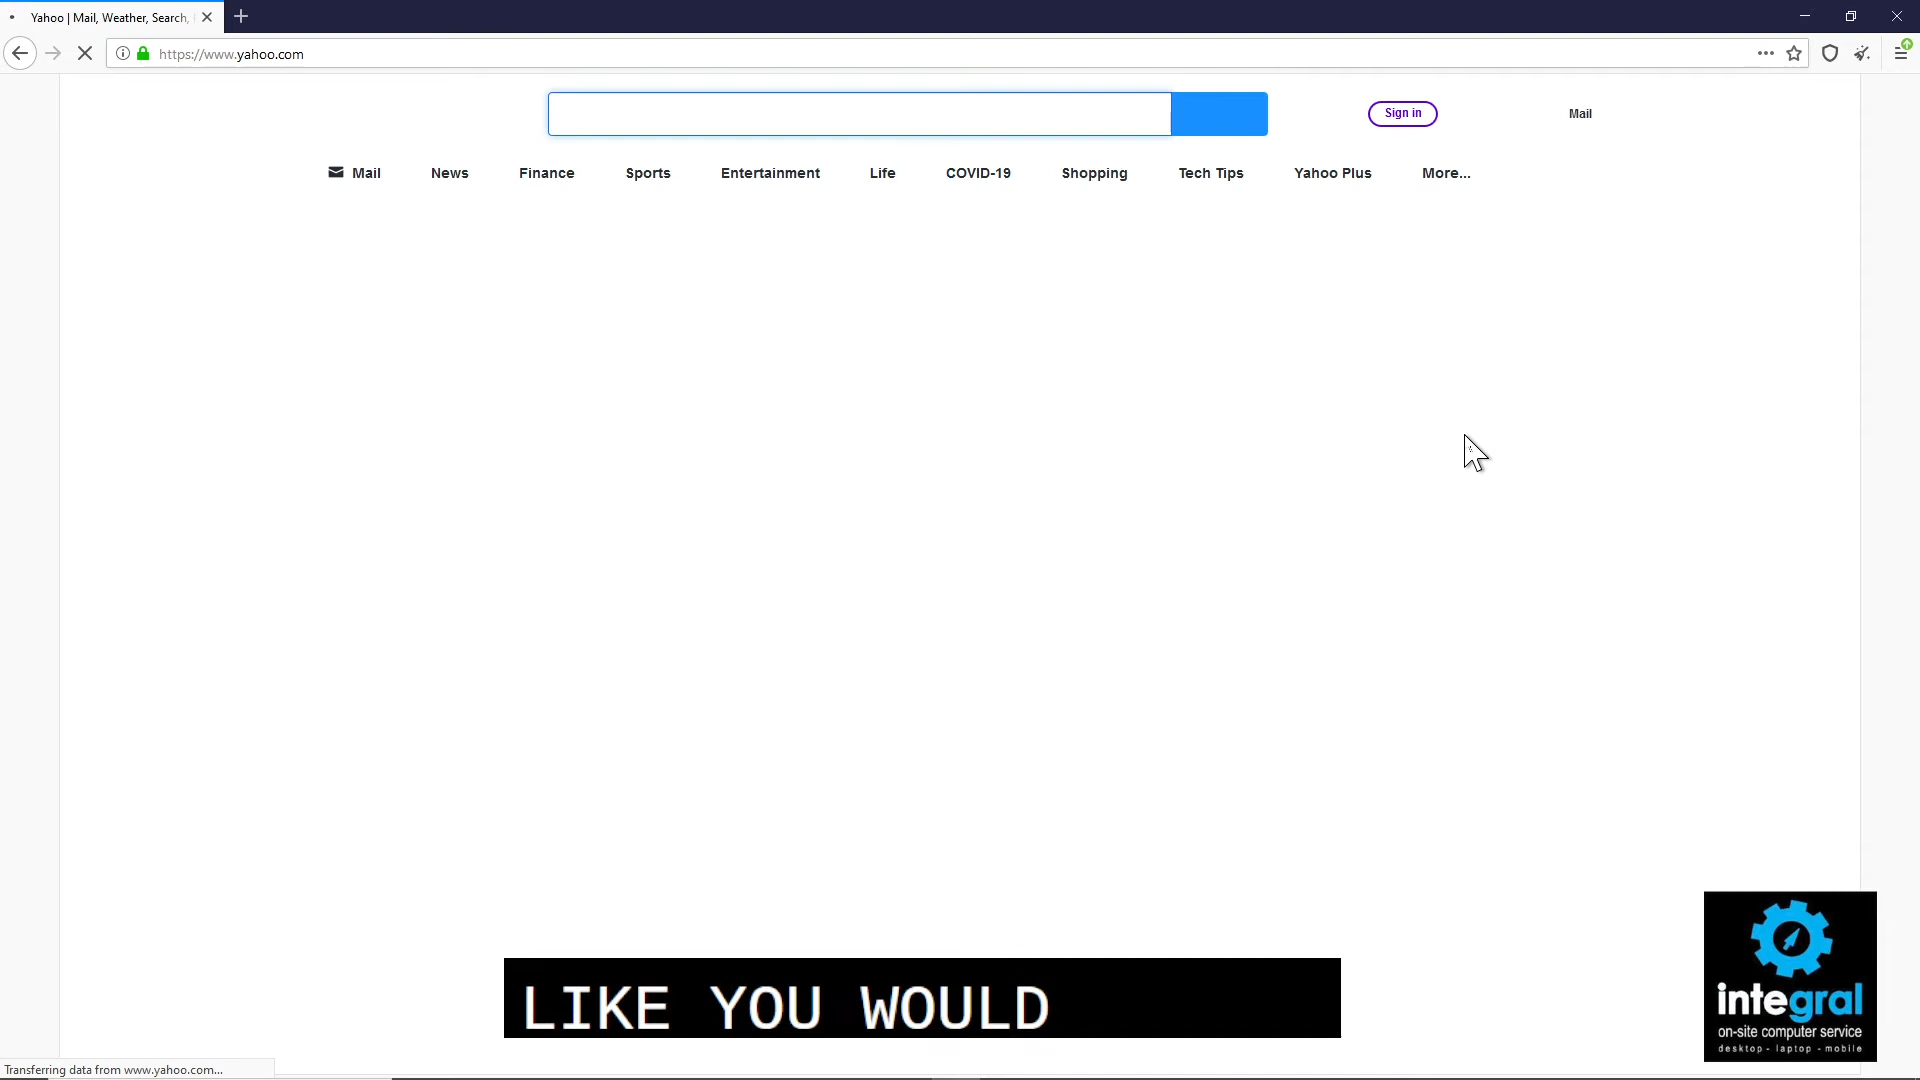 Yahoo | Mail, Weather, Search,
https://www.yahoo.com
Sign in
Mail
Mail News Finance Sports Entertainment Life COVID-19 Shopping Tech Tips Yahoo Plus More...
LIKE YOU WOULD
integral
on-site computer service
desktop - laptop - mobile
Transferring data from www.yahoo.com...